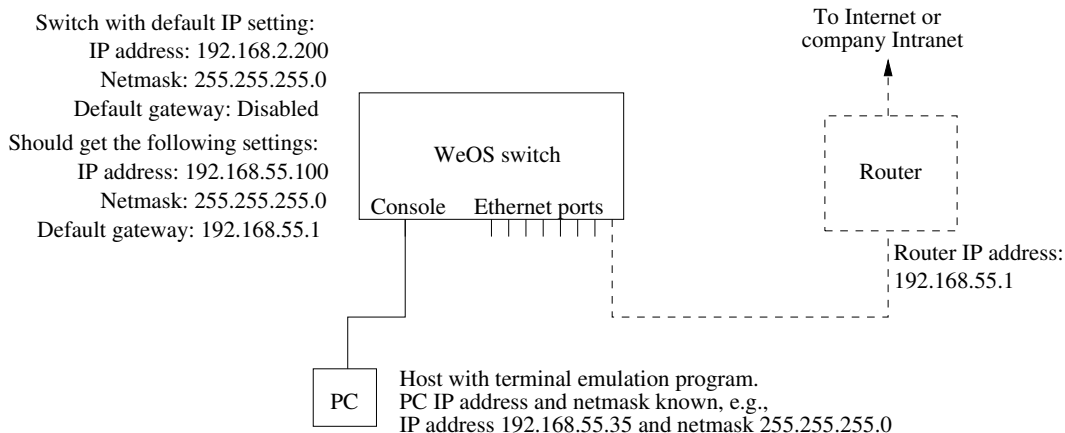 Switch with default IP setting:
IP address: 192.168.2.200
Netmask: 255.255.255.0
Default gateway: Disabled
Should get the following settings:
IP address: 192.168.55.100
Netmask: 255.255.255.0
Default gateway: 192.168.55.1
WeOS switch
Console
Ethernet ports
To Internet or
company Intranet
Router
Router IP address:
192.168.55.1
PC
Host with terminal emulation program.
PC IP address and netmask known, e.g.,
IP address 192.168.55.35 and netmask 255.255.255.0